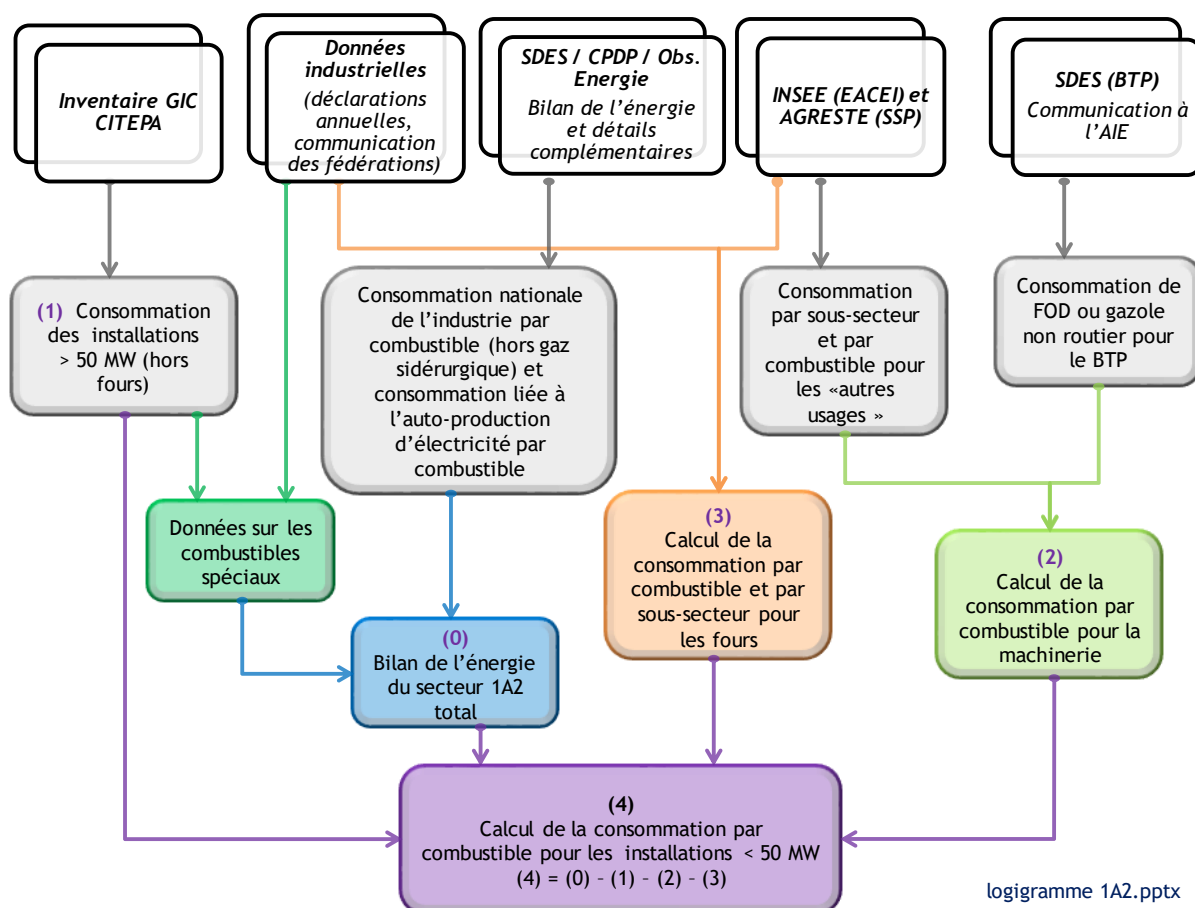 Inventaire GIC
CITEPA
Données
industrielles
(déclarations
annuelles,
communication
des fédérations)
SDES / CPDP / Obs.
Energie
Bilan de l’énergie
et détails
complémentaires
INSEE (EACEI) et
AGRESTE (SSP)
SDES (BTP)
Communication à
l’AIE
(1) Consommation
des installations
> 50 MW (hors
fours)
Consommation nationale
de l’industrie par
combustible (hors gaz
sidérurgique) et
consommation liée à
l’auto-production
d’électricité par
combustible
Consommation
par sous-secteur
et par
combustible pour
les «autres
usages »
Consommation de
FOD ou gazole
non routier pour
le BTP
Données sur les
combustibles
spéciaux
(3)
Calcul de la
consommation par
combustible et par
sous-secteur pour
les fours
(2)
Calcul de la
consommation par
combustible pour la
machinerie
(0)
Bilan de l’énergie
du secteur 1A2
total
(4)
Calcul de la consommation par
combustible pour les installations < 50 MW
(4) = (0) – (1) – (2) – (3)
logigramme 1A2.pptx